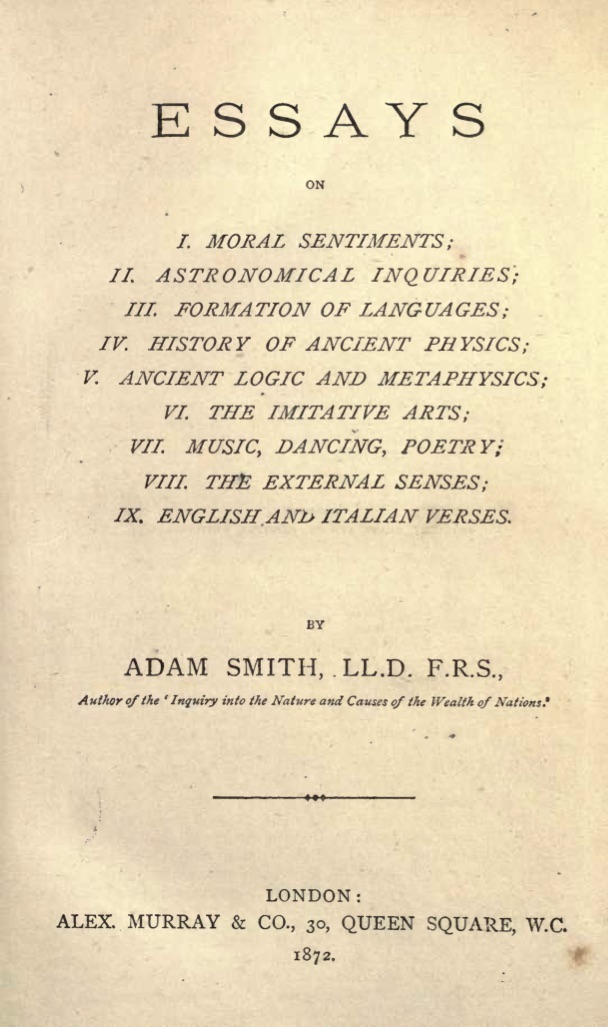 ESSAYS
ON
I. MORAL SENTIMENTS;
II. ASTRONOMICAL INQUIRIES;
III. FORMATION OF LANGUAGES;
IV. HISTORY OF ANCIENT PHYSICS;
V. ANCIENT LOGIC AND METAPHYSICS;
VI. THE IMITATIVE ARTS;
VII. MUSIC, DANCING, POETRY;
VIII. THE EXTERNAL SENSES;
IX. ENGLISH AND ITALIAN VERSES.
BY
ADAM SMITH, LL.D. F.R.S.,
Author of the ‘Inquiry into the Nature and Causes of the Wealth of Nations.’
LONDON:
ALEX. MURRAY & CO., 30, QUEEN SQUARE, W.C.
1872.